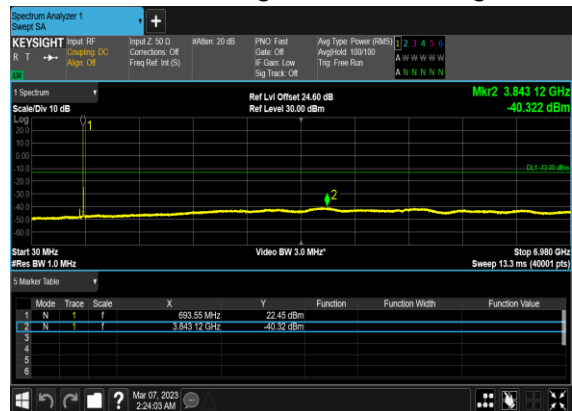 Spectrum Analyzer 1
Swept SA
+
KEYSIGHT Input: RF Input Z: 50 Ω #Atten: 20 dB PNO: Fast Avg Type: Power (RMS) 1 2 3 4 5 6
R T Coupling: DC Corrections: Off Gate: Off Avg|Hold: 100/100 A W W W W W
Align: Off Freq Ref: Int (S) IF Gain: Low Trig: Free Run
LXI Sig Track: Off A N N N N N
1 Spectrum Ref Lvl Offset 24.60 dB Mkr2 3.843 12 GHz
Scale/Div 10 dB Ref Level 30.00 dBm -40.322 dBm
Log
1
20.0
10.0
0.00
-10.0
DL1 -13.00 dBm
-20.0
-30.0
2
-40.0
-50.0
-60.0
Start 30 MHz Video BW 3.0 MHz* Stop 6.980 GHz
#Res BW 1.0 MHz Sweep 13.3 ms (40001 pts)
5 Marker Table
Mode Trace Scale X Y Function Function Width Function Value
1 N 1 f 693.55 MHz 22.45 dBm
2 N 1 f 3.843 12 GHz -40.32 dBm
3
4
5
6
? Mar 07, 2023
2:24:03 AM